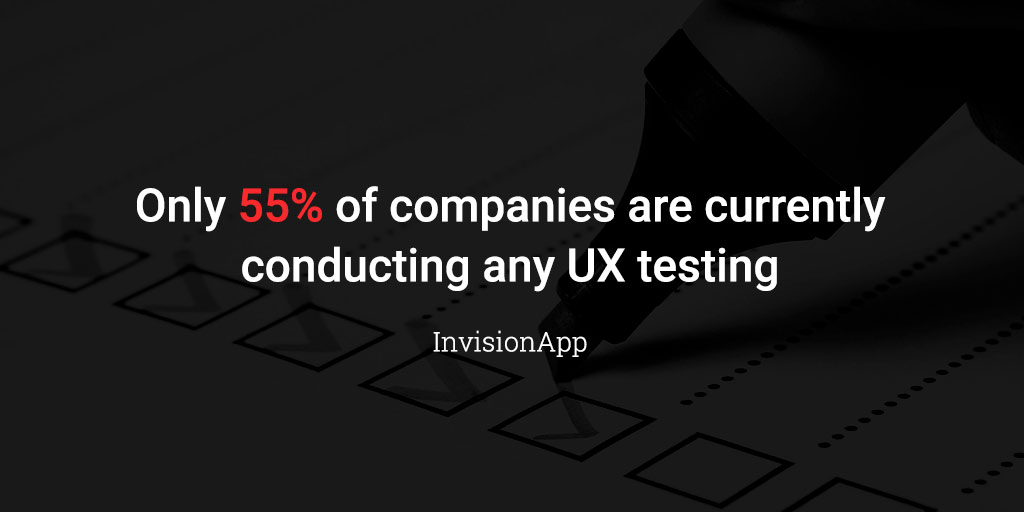 Only 55% of companies are currently
conducting any UX testing
InvisionApp